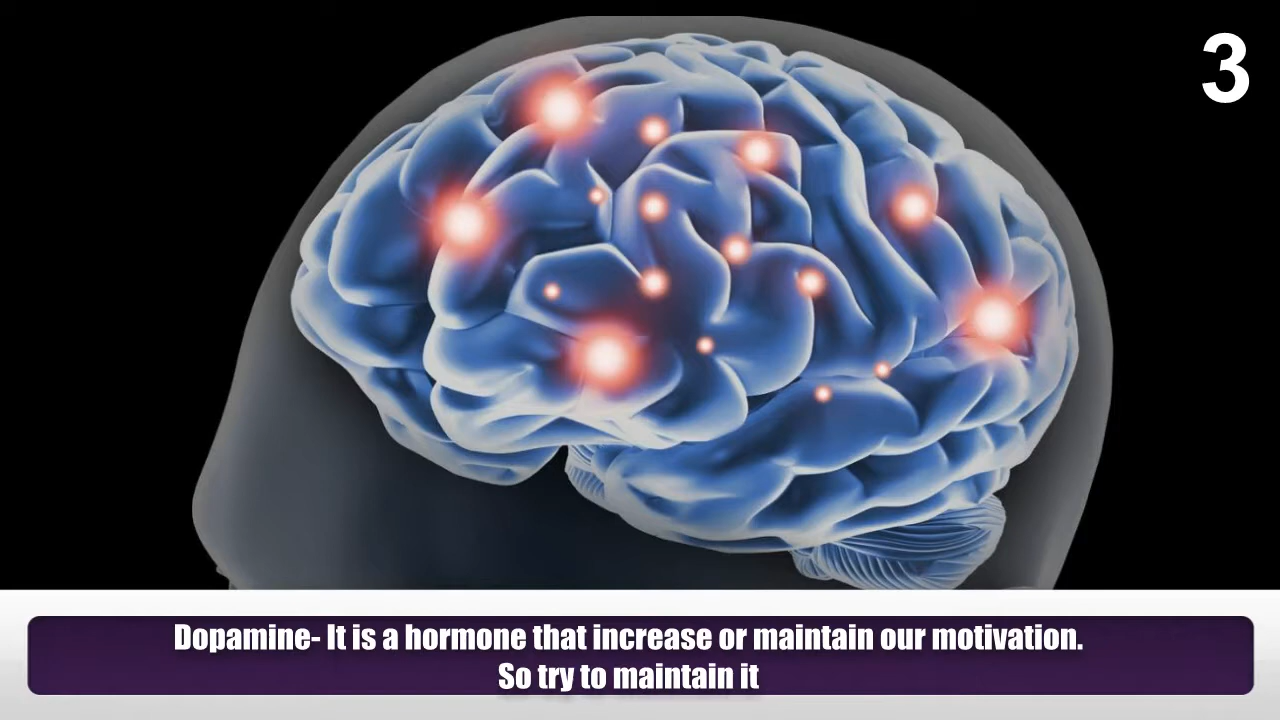 3
Dopamine- It is a hormone that increase or maintain our motivation.
So try to maintain it